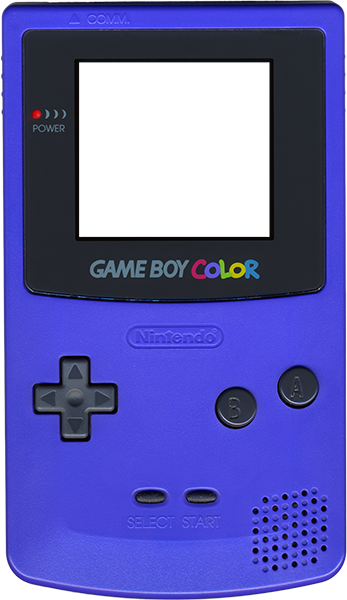 △ COMM.
POWER
GAME BOY COLOR
Nintendo
B A
SELECT START